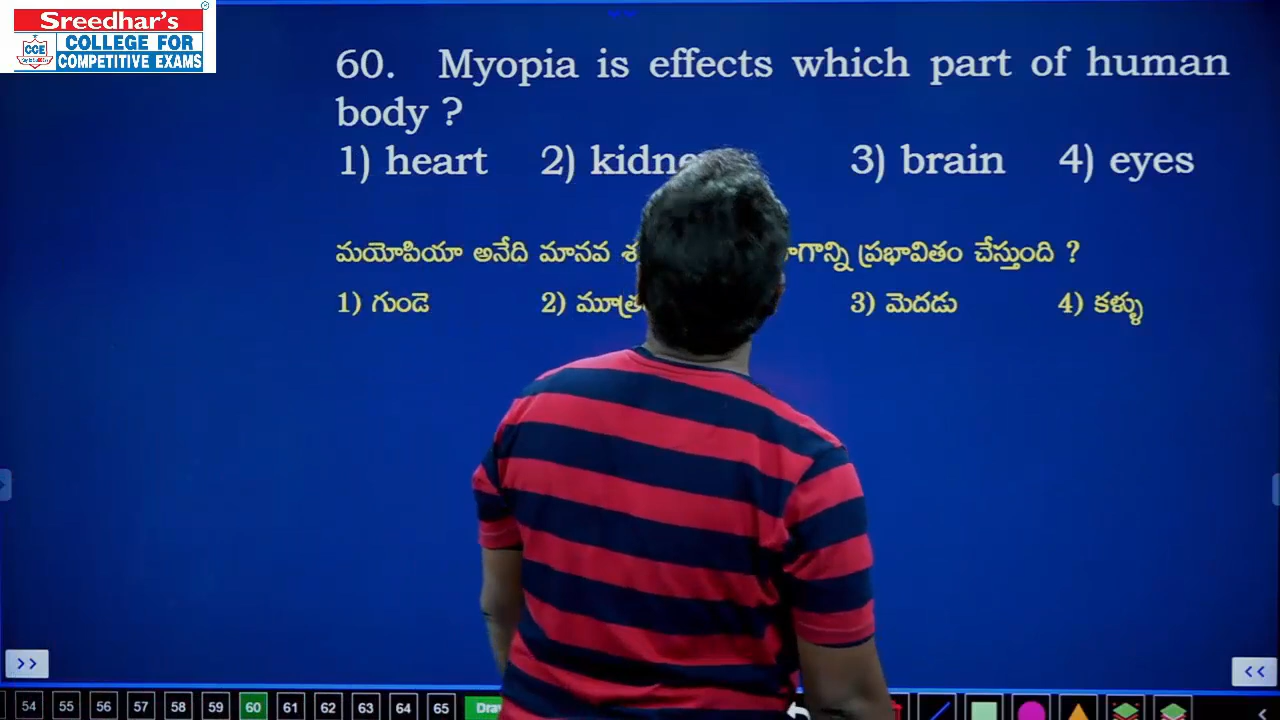 Sreedhar's
COLLEGE FOR
CCE
COMPETITIVE EXAMS
60. Myopia is effects which part of human
body ?
1) heart 2) 3) brain 4) eyes
మయోపియా అనేది మానవ ప్రభావితం చేస్తుంది ?
1) గుండె 2) 3) మెదడు 4) కళ్ళు
>> <<
54 55 56 57 58 59 60 61 62 63 64 65